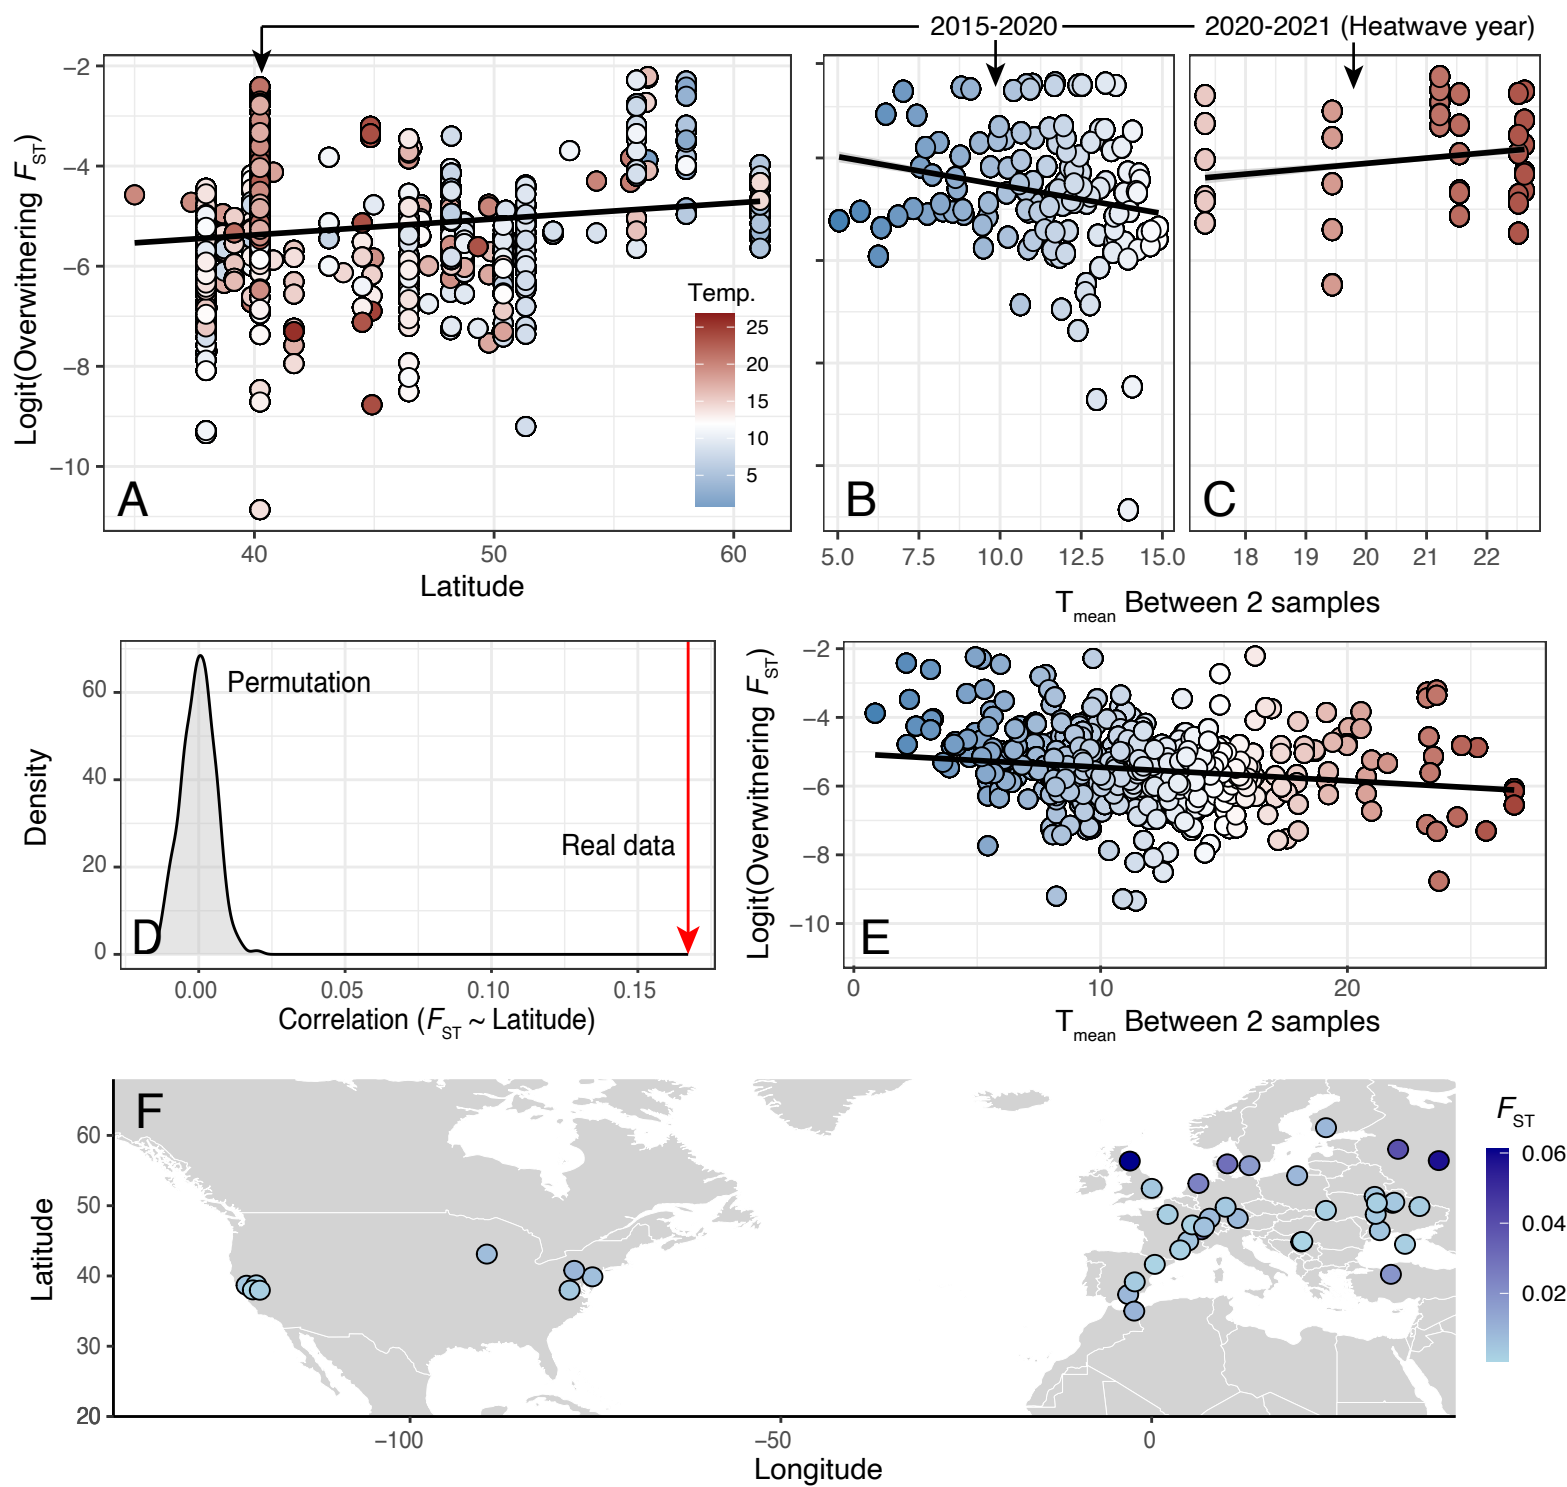 2015-2020
2020-2021 (Heatwave year)
Logit(Overwitnering FST)
−2
−4
−6
−8
−10
A
Temp.
25
20
15
10
5
40
50
60
Latitude
B
5.0
7.5
10.0
12.5
15.0
C
18
19
20
21
22
Tmean Between 2 samples
Density
60
40
20
0
Permutation
Real data
D
0.00
0.05
0.10
0.15
Correlation (FST ~ Latitude)
Logit(Overwitnering FST)
−2
−4
−6
−8
−10
E
0
10
20
Tmean Between 2 samples
F
Latitude
60
50
40
30
20
−100
−50
0
Longitude
FST
0.06
0.04
0.02